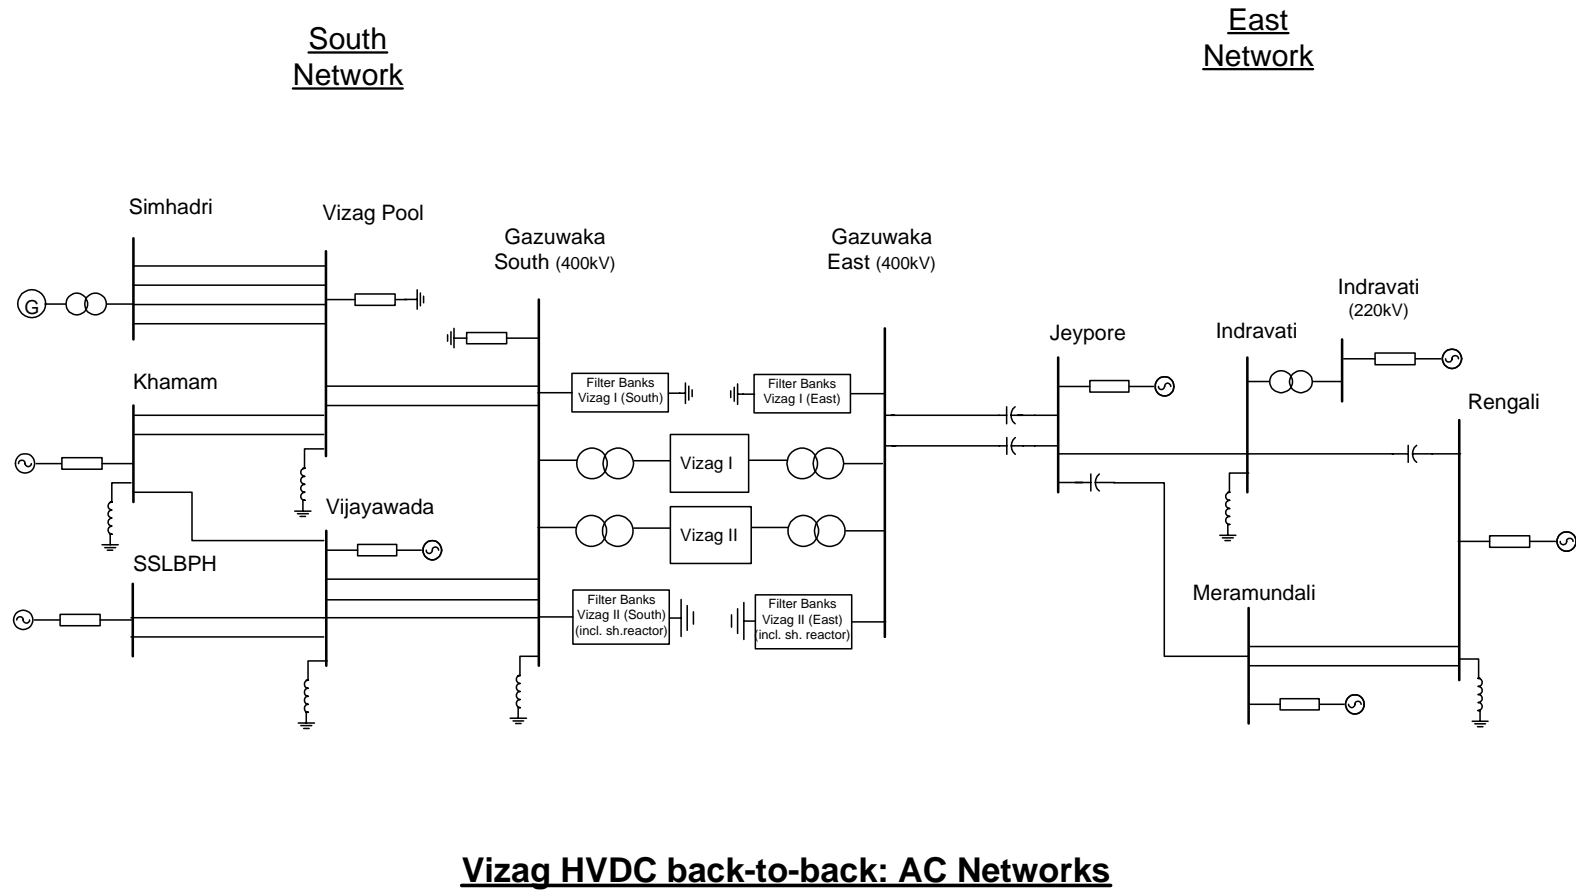 South
Network
East
Network
Simhadri
Vizag Pool
Gazuwaka
South (400kV)
Gazuwaka
East (400kV)
Indravati
(220kV)
G
Jeypore
Indravati
Khamam
Filter Banks
Vizag I (South)
Filter Banks
Vizag I (East)
Rengali
Vizag I
Vijayawada
Vizag II
SSLBPH
Filter Banks
Vizag II (South)
(incl. sh.reactor)
Filter Banks
Vizag II (East)
(incl. sh. reactor)
Meramundali
Vizag HVDC back-to-back: AC Networks